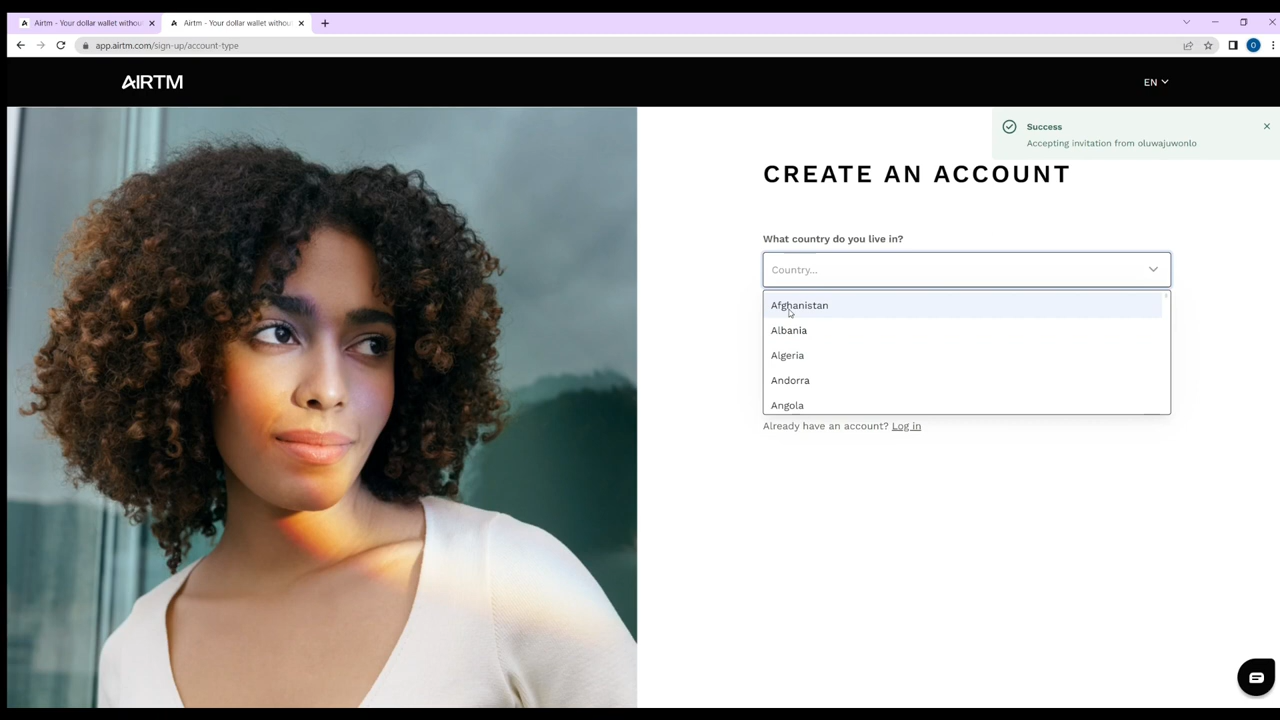 Airtm - Your dollar wallet withou
Airtm - Your dollar wallet withou
app.airtm.com/sign-up/account-type
O
AIRTM
EN
Success
Accepting invitation from oluwajuwonlo
CREATE AN ACCOUNT
What country do you live in?
Country...
Afghanistan
Albania
Algeria
Andorra
Angola
Already have an account? Log in